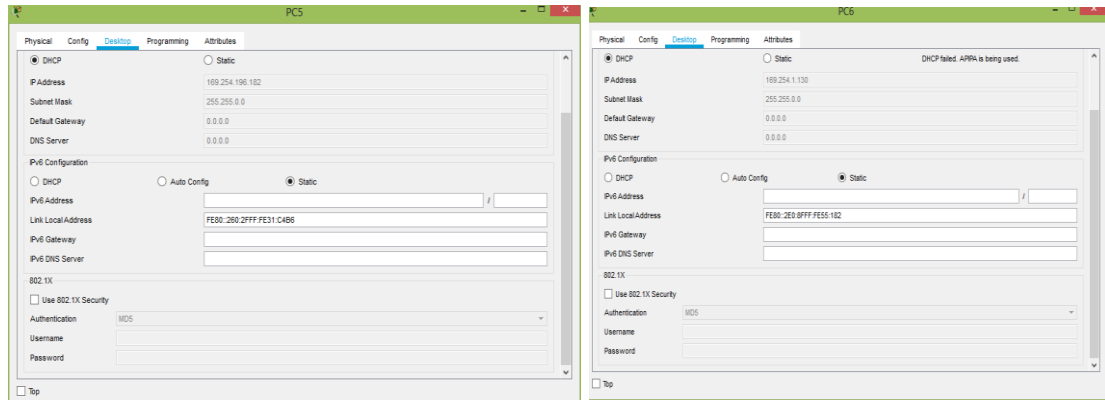 PC5
Physical Config Desktop Programming Attributes
DHCP Static
IP Address 169.254.196.182
Subnet Mask 255.255.0.0
Default Gateway 0.0.0.0
DNS Server 0.0.0.0
IPv6 Configuration
DHCP Auto Config Static
IPv6 Address /
Link Local Address FE80::260:2FFF:FE31:C4B6
IPv6 Gateway
IPv6 DNS Server
802.1X
Use 802.1X Security
Authentication MD5
Username
Password
Top
PC6
Physical Config Desktop Programming Attributes
DHCP Static DHCP failed. APIPA is being used.
IP Address 169.254.1.130
Subnet Mask 255.255.0.0
Default Gateway 0.0.0.0
DNS Server 0.0.0.0
IPv6 Configuration
DHCP Auto Config Static
IPv6 Address /
Link Local Address FE80::2E0:8FFF:FE55:182
IPv6 Gateway
IPv6 DNS Server
802.1X
Use 802.1X Security
Authentication MD5
Username
Password
Top